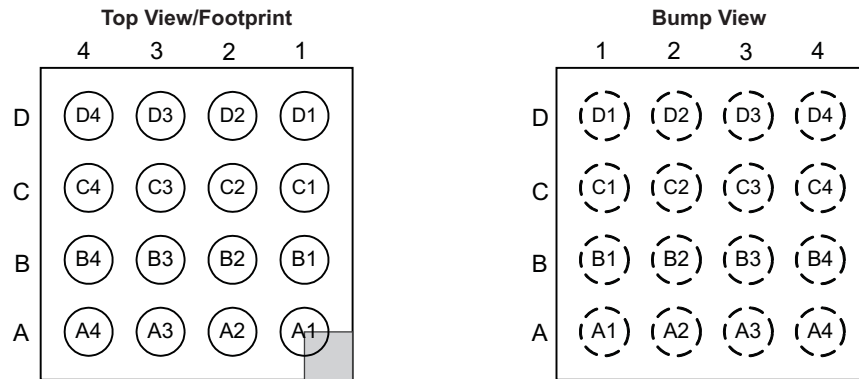 Top View/Footprint
4 3 2 1
D D4 D3 D2 D1
C C4 C3 C2 C1
B B4 B3 B2 B1
A A4 A3 A2 A1
Bump View
1 2 3 4
D D1 D2 D3 D4
C C1 C2 C3 C4
B B1 B2 B3 B4
A A1 A2 A3 A4